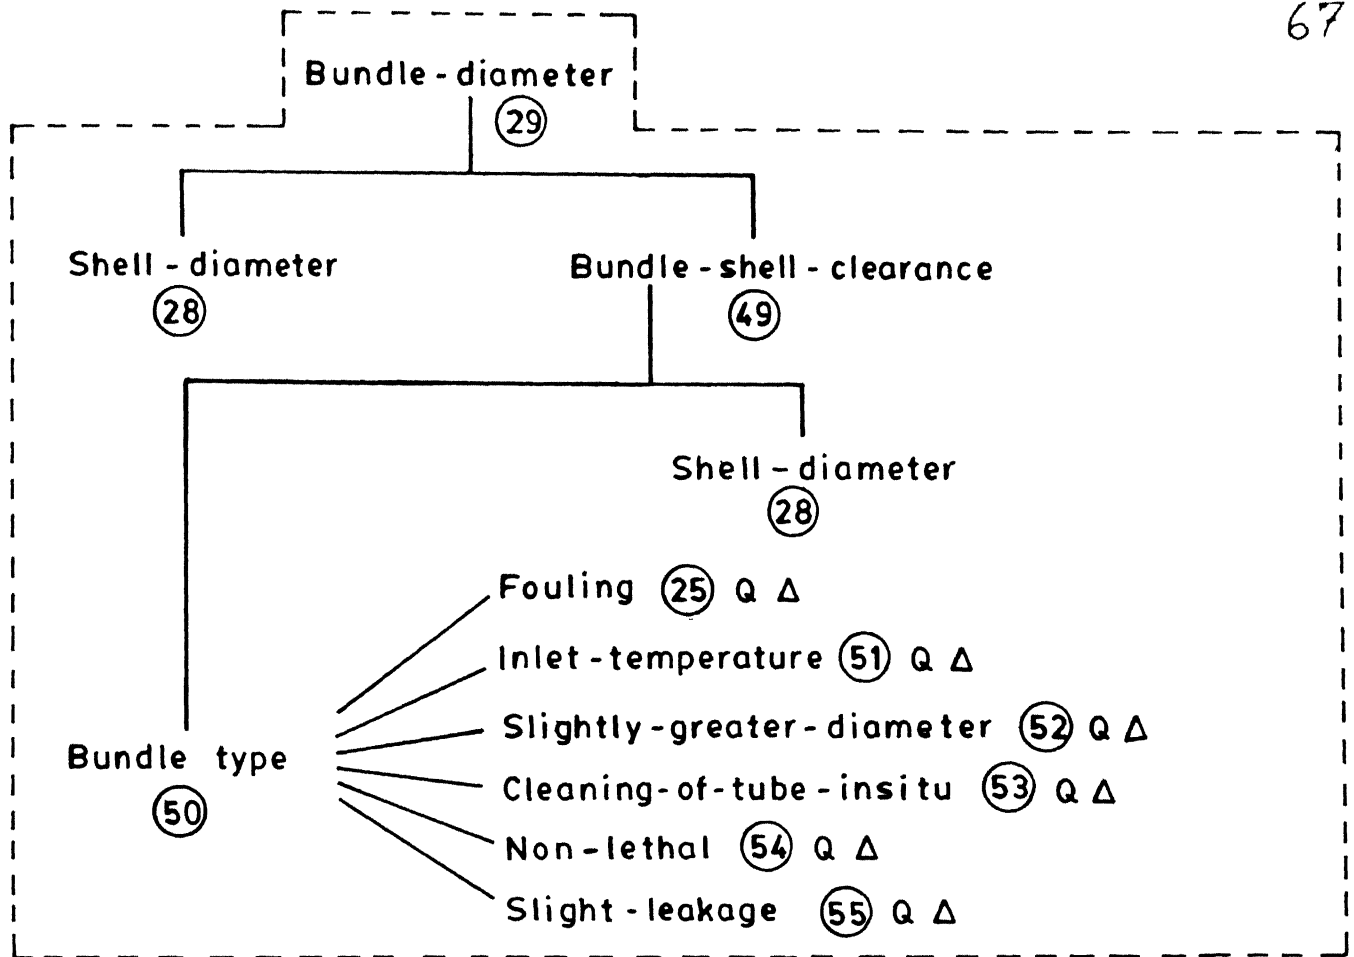 67
Bundle-diameter
29
Shell-diameter
Bundle-shell-clearance
28
49
Shell-diameter
28
Fouling 25 Q Δ
Inlet-temperature 51 Q Δ
Slightly-greater-diameter 52 Q Δ
Bundle type
Cleaning-of-tube-insitu 53 Q Δ
50
Non-lethal 54 Q Δ
Slight-leakage 55 Q Δ